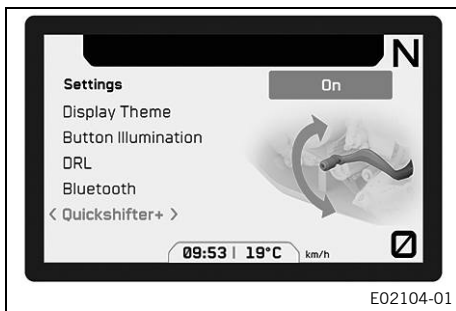 N
Settings
On
Display Theme
Button Illumination
DRL
Bluetooth
< Quickshifter+ >
09:53 | 19°C km/h
E02104-01